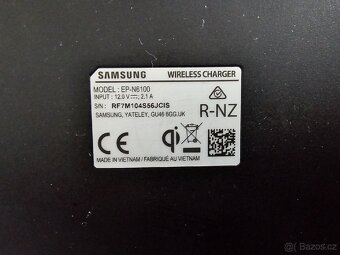 SAMSUNG WIRELESS CHARGER
MODEL : EP-N6100
INPUT : 12.0 V ⎓; 2.1 A
S/N : RF7M104S56JCIS
SAMSUNG, YATELEY, GU46 6GG.UK
R-NZ
CE
qi
MADE IN VIETNAM / FABRIQUÉ AU VIETNAM
Bazoš.cz